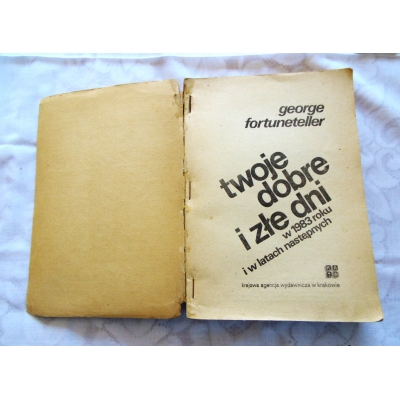 george
fortuneteller
twoje
dobre
i złe dni
w 1983 roku
i w latach następnych
krajowa agencja wydawnicza w krakowie